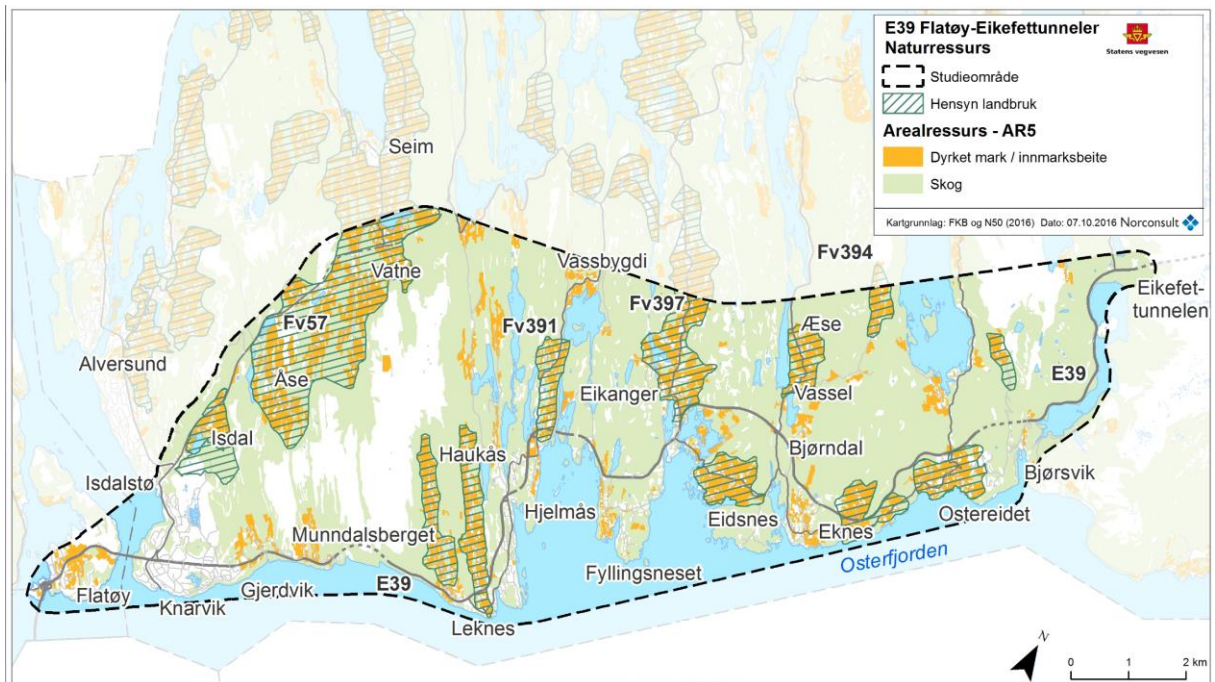 E39 Flatøy-Eikefettunneler
Naturressurs
Statens vegvesen
Studieområde
Hensyn landbruk
Arealressurs - AR5
Dyrket mark / innmarksbeite
Skog
Kartgrunnlag: FKB og N50 (2016) Dato: 07.10.2016 Norconsult
Seim
Fv394
Vassbygdi
Vatne
Eikefet-
tunnelen
Fv397
Fv57
Fv391
Æse
Alversund
Åse
E39
Eikanger
Vassel
Isdal
Bjørndal
Haukås
Bjørsvik
Isdalstø
Hjelmås
Eidsnes
Ostereidet
Munndalsberget
Eknes
Osterfjorden
Fyllingsneset
Flatøy
Knarvik
Gjerdvik
E39
Leknes
N
0 1 2 km